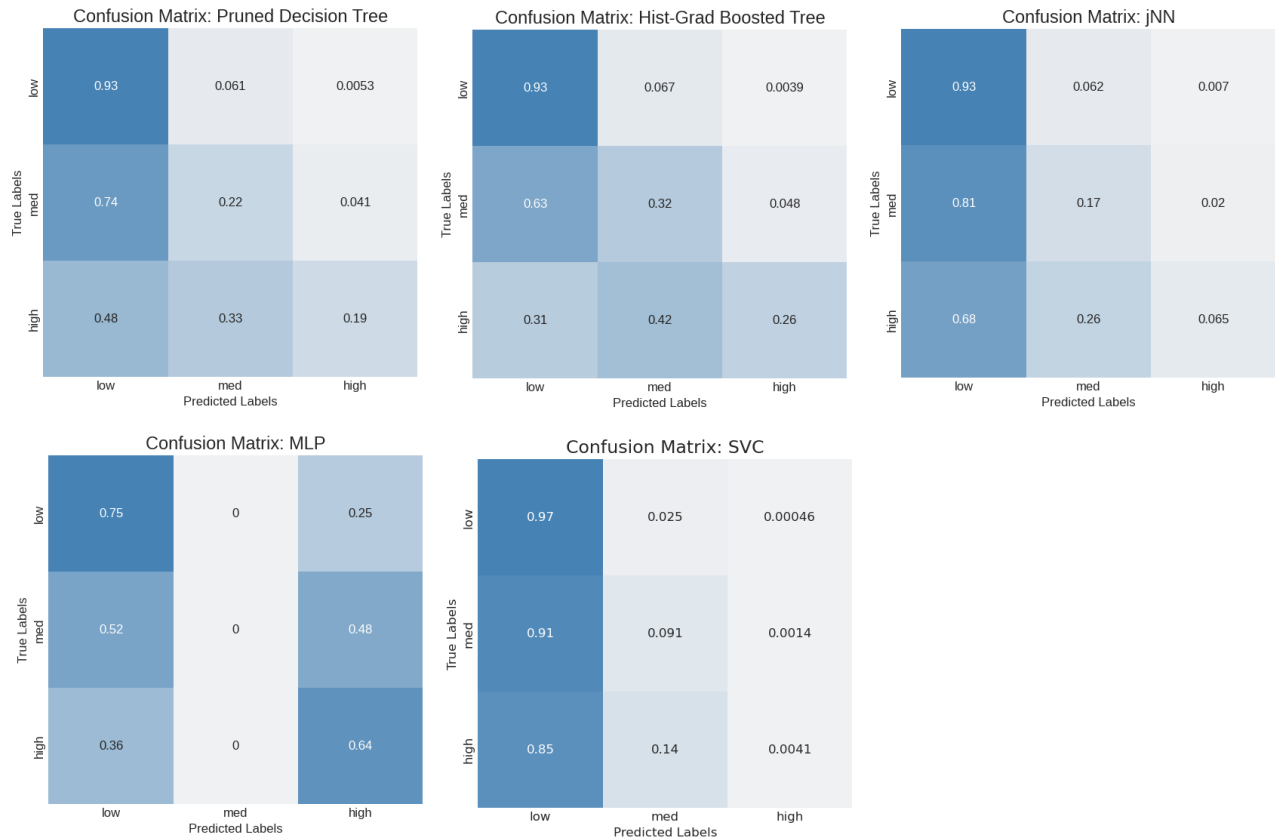 Confusion Matrix: Pruned Decision Tree
True Labels
low
0.93 0.061 0.0053
med
0.74 0.22 0.041
high
0.48 0.33 0.19
low med high
Predicted Labels
Confusion Matrix: Hist-Grad Boosted Tree
True Labels
low
0.93 0.067 0.0039
med
0.63 0.32 0.048
high
0.31 0.42 0.26
low med high
Predicted Labels
Confusion Matrix: jNN
True Labels
low
0.93 0.062 0.007
med
0.81 0.17 0.02
high
0.68 0.26 0.065
low med high
Predicted Labels
Confusion Matrix: MLP
True Labels
low
0.75 0 0.25
med
0.52 0 0.48
high
0.36 0 0.64
low med high
Predicted Labels
Confusion Matrix: SVC
True Labels
low
0.97 0.025 0.00046
med
0.91 0.091 0.0014
high
0.85 0.14 0.0041
low med high
Predicted Labels